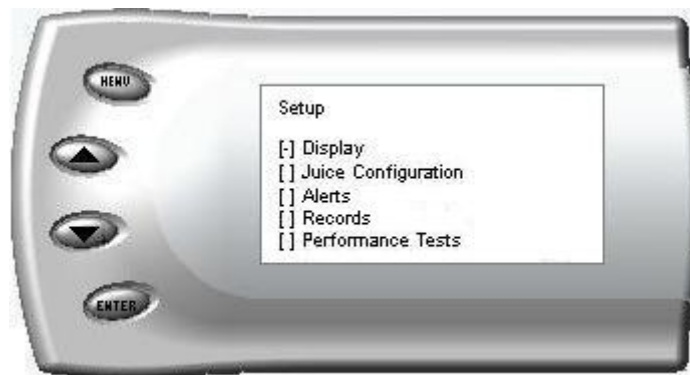 MENU
Setup
[-] Display
[ ] Juice Configuration
[ ] Alerts
[ ] Records
[ ] Performance Tests
ENTER